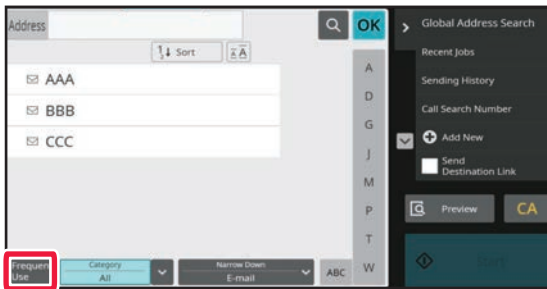 Address
OK
Sort
A
AAA
BBB
CCC
A
D
G
J
M
P
T
W
Frequent
Use
Category
All
Narrow Down
E-mail
ABC
Global Address Search
Recent Jobs
Sending History
Call Search Number
Add New
Send
Destination Link
Preview
CA
Start